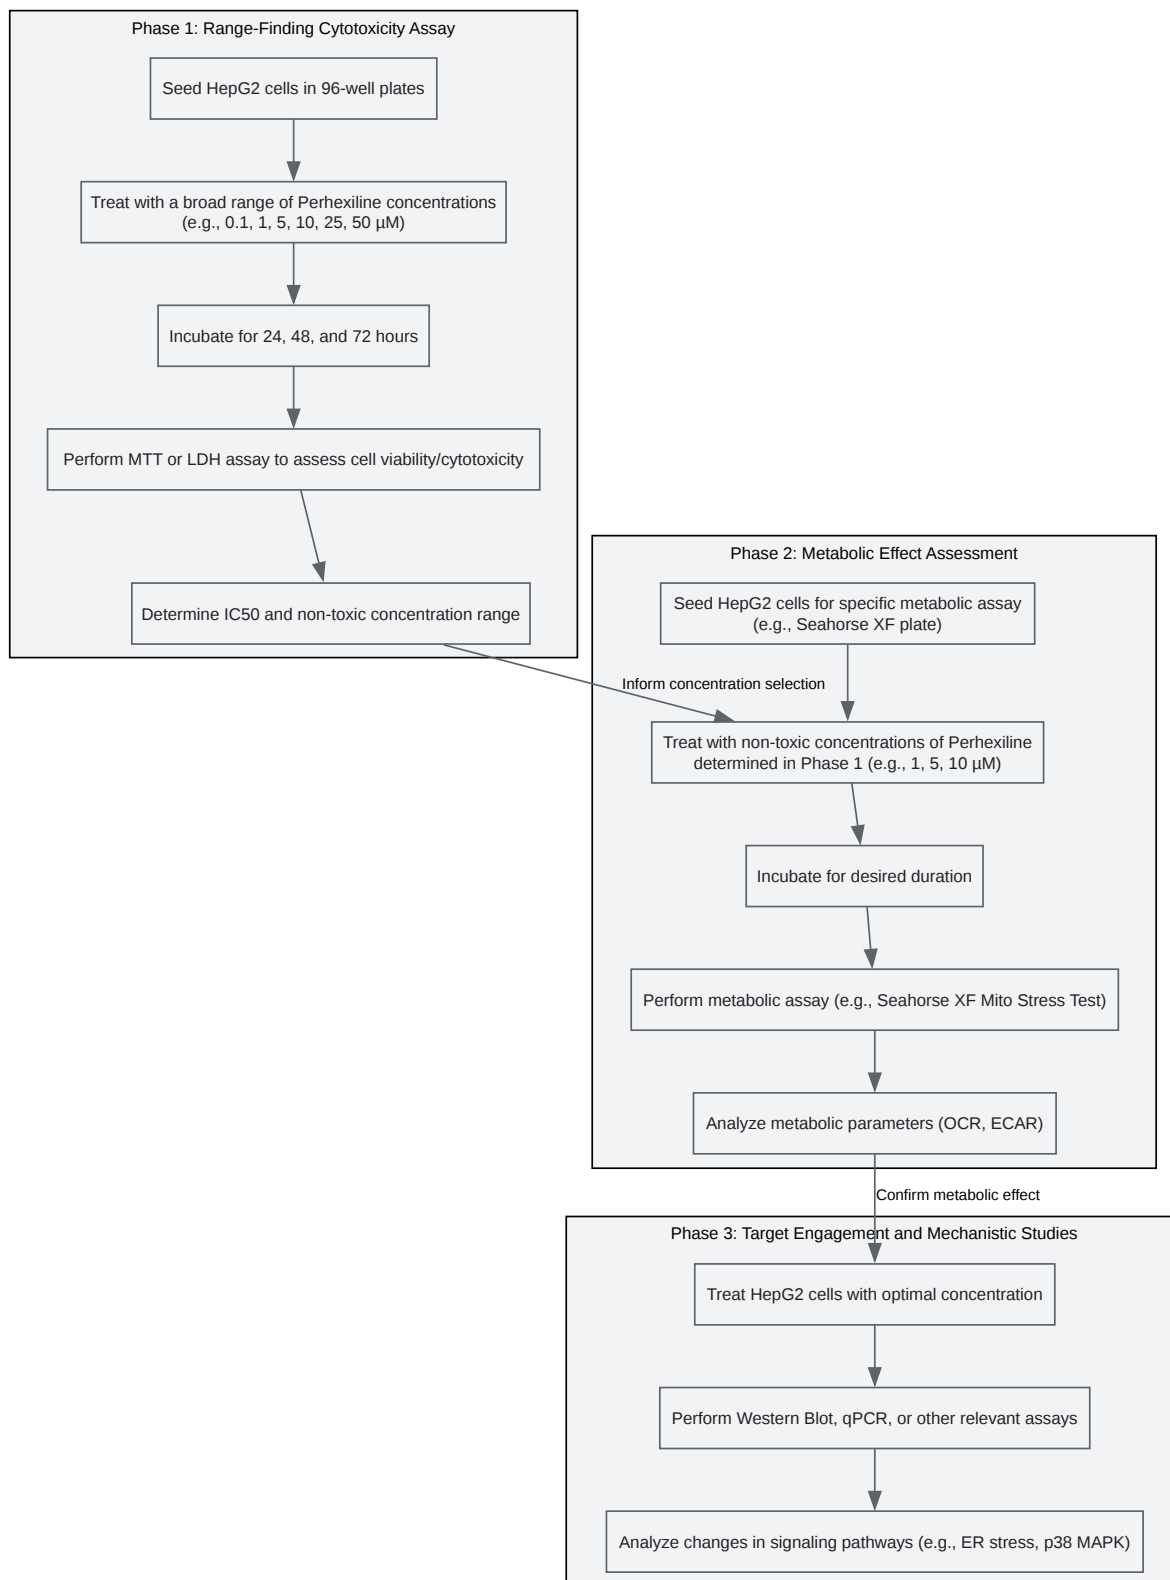 Phase 1: Range-Finding Cytotoxicity Assay
Seed HepG2 cells in 96-well plates
Treat with a broad range of Perhexiline concentrations
(e.g., 0.1, 1, 5, 10, 25, 50 µM)
Incubate for 24, 48, and 72 hours
Perform MTT or LDH assay to assess cell viability/cytotoxicity
Determine IC50 and non-toxic concentration range
Inform concentration selection
Phase 2: Metabolic Effect Assessment
Seed HepG2 cells for specific metabolic assay
(e.g., Seahorse XF plate)
Treat with non-toxic concentrations of Perhexiline
determined in Phase 1 (e.g., 1, 5, 10 µM)
Incubate for desired duration
Perform metabolic assay (e.g., Seahorse XF Mito Stress Test)
Analyze metabolic parameters (OCR, ECAR)
Confirm metabolic effect
Phase 3: Target Engagement and Mechanistic Studies
Treat HepG2 cells with optimal concentration
Perform Western Blot, qPCR, or other relevant assays
Analyze changes in signaling pathways (e.g., ER stress, p38 MAPK)